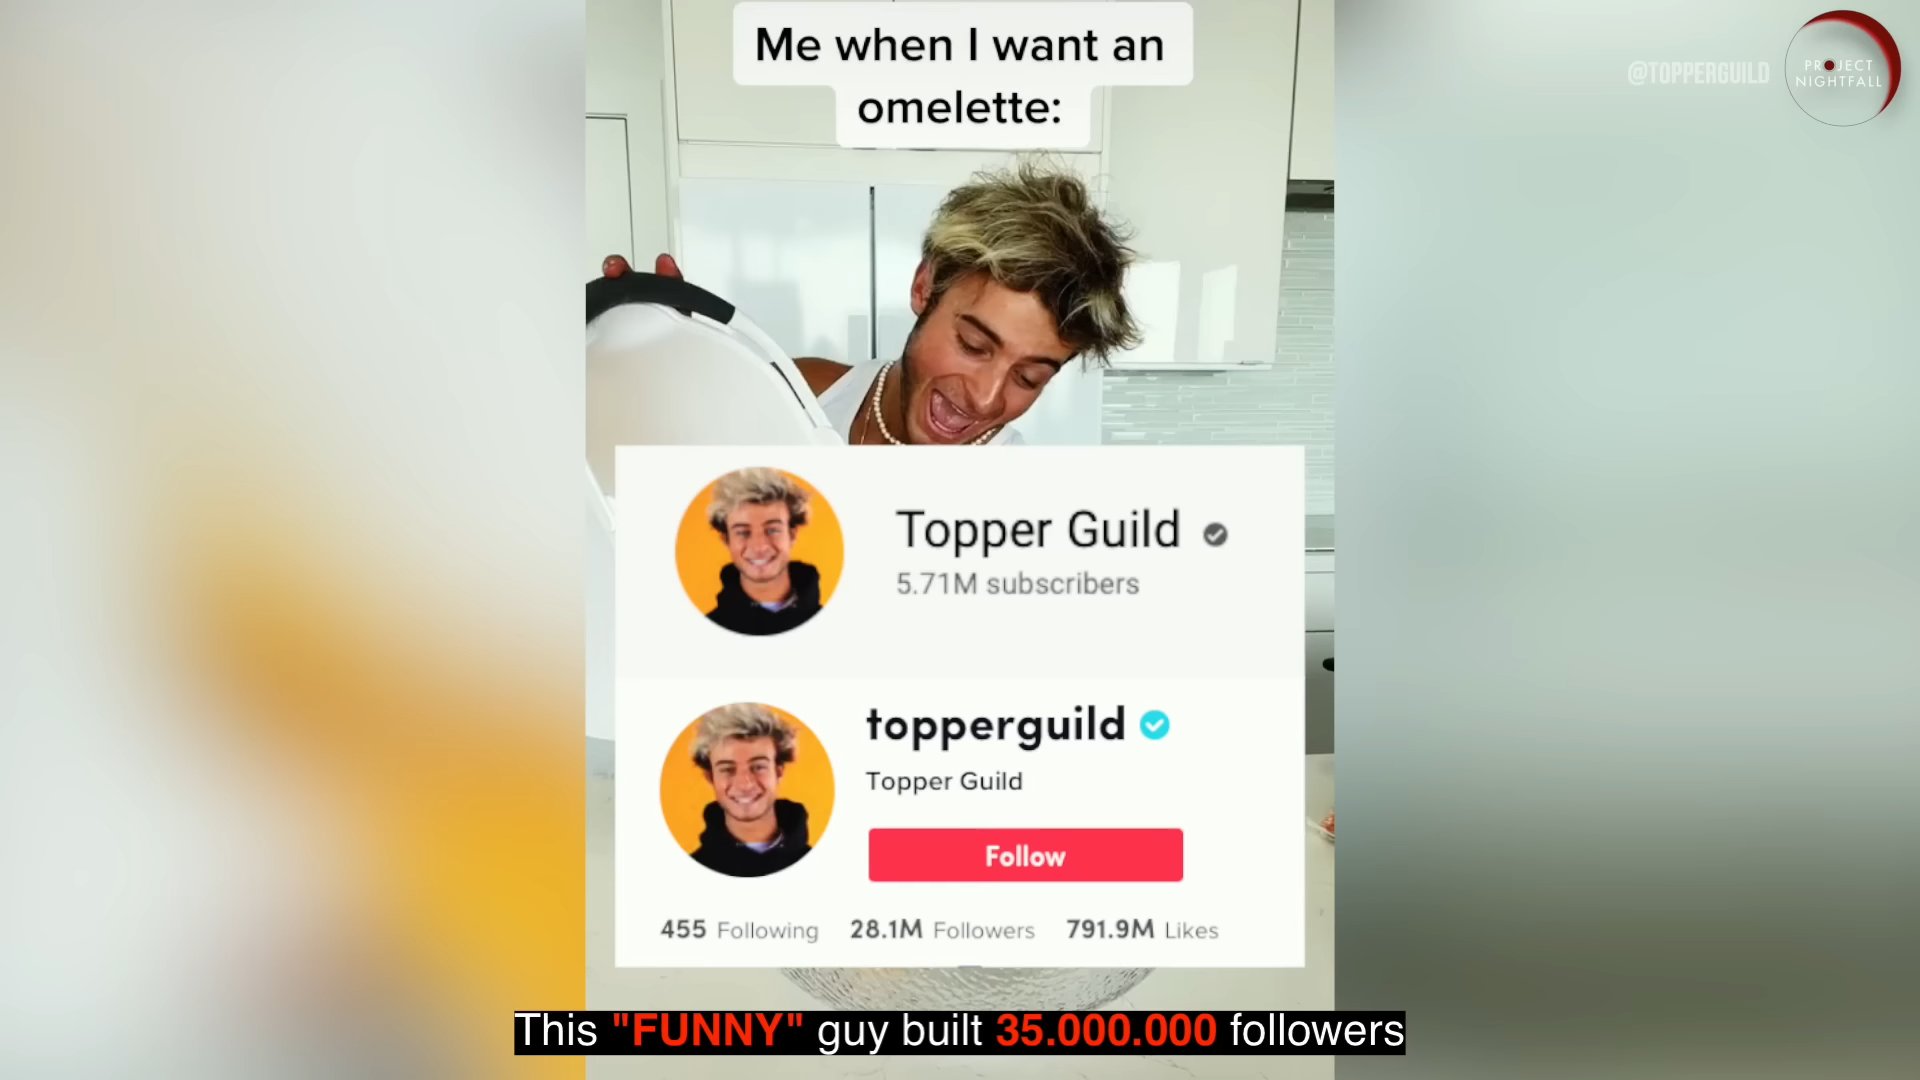 Me when I want an
omelette:
@TOPPERGUILD
PROJECT
NIGHTFALL
Topper Guild
5.71M subscribers
topperguild
Topper Guild
Follow
455 Following 28.1M Followers 791.9M Likes
This "FUNNY" guy built 35.000.000 followers